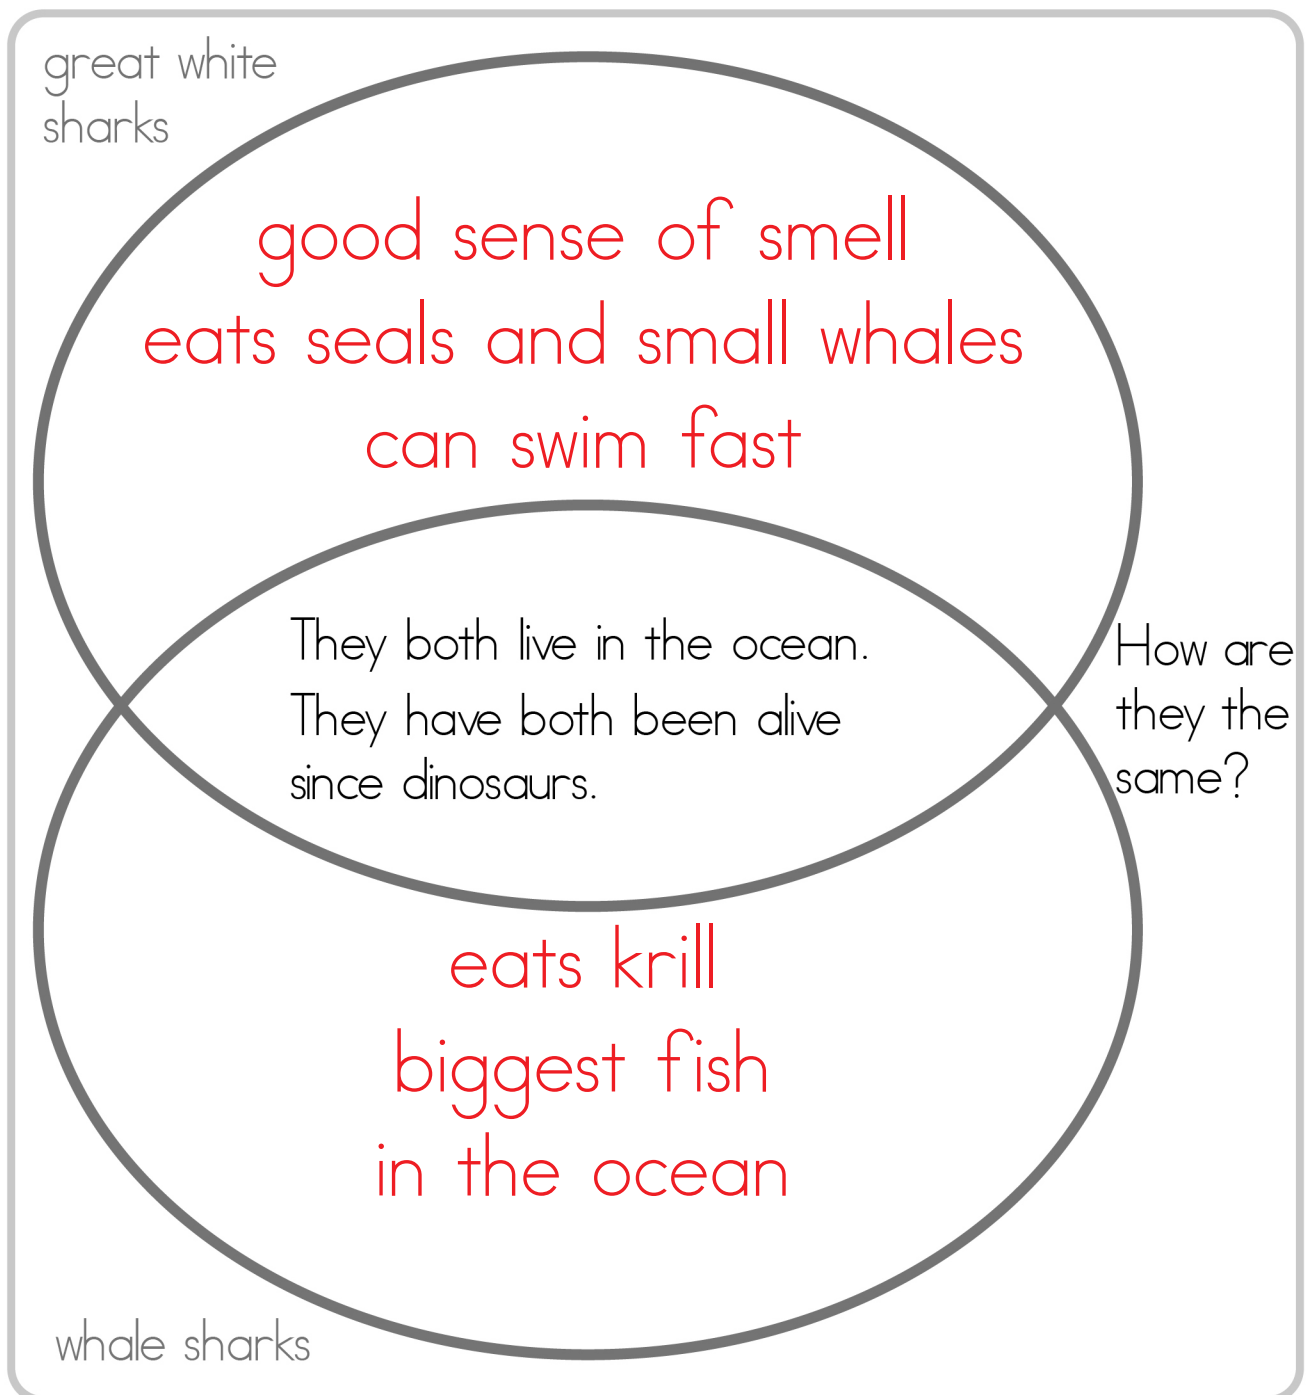 great white
sharks
good sense of smell
eats seals and small whales
can swim fast
They both live in the ocean.
They have both been alive
since dinosaurs.
How are
they the
same?
eats krill
biggest fish
in the ocean
whale sharks